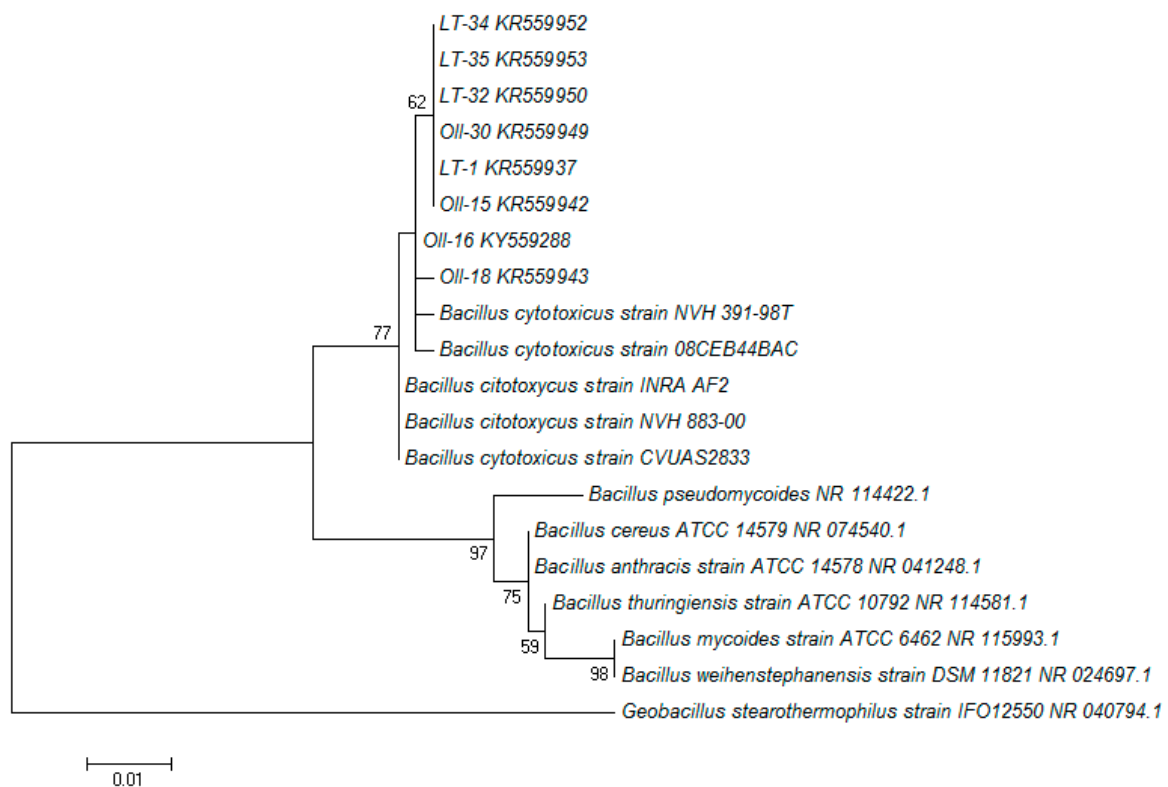 LT-34 KR559952
LT-35 KR559953
LT-32 KR559950
62
OII-30 KR559949
LT-1 KR559937
OII-15 KR559942
OII-16 KY559288
OII-18 KR559943
Bacillus cytotoxicus strain NVH 391-98T
77
Bacillus cytotoxicus strain 08CEB44BAC
Bacillus citotoxycus strain INRA AF2
Bacillus citotoxycus strain NVH 883-00
Bacillus cytotoxicus strain CVUAS2833
Bacillus pseudomycoides NR 114422.1
Bacillus cereus ATCC 14579 NR 074540.1
97
Bacillus anthracis strain ATCC 14578 NR 041248.1
75
Bacillus thuringiensis strain ATCC 10792 NR 114581.1
Bacillus mycoides strain ATCC 6462 NR 115993.1
59
98
Bacillus weihenstephanensis strain DSM 11821 NR 024697.1
Geobacillus stearothermophilus strain IFO12550 NR 040794.1
0.01